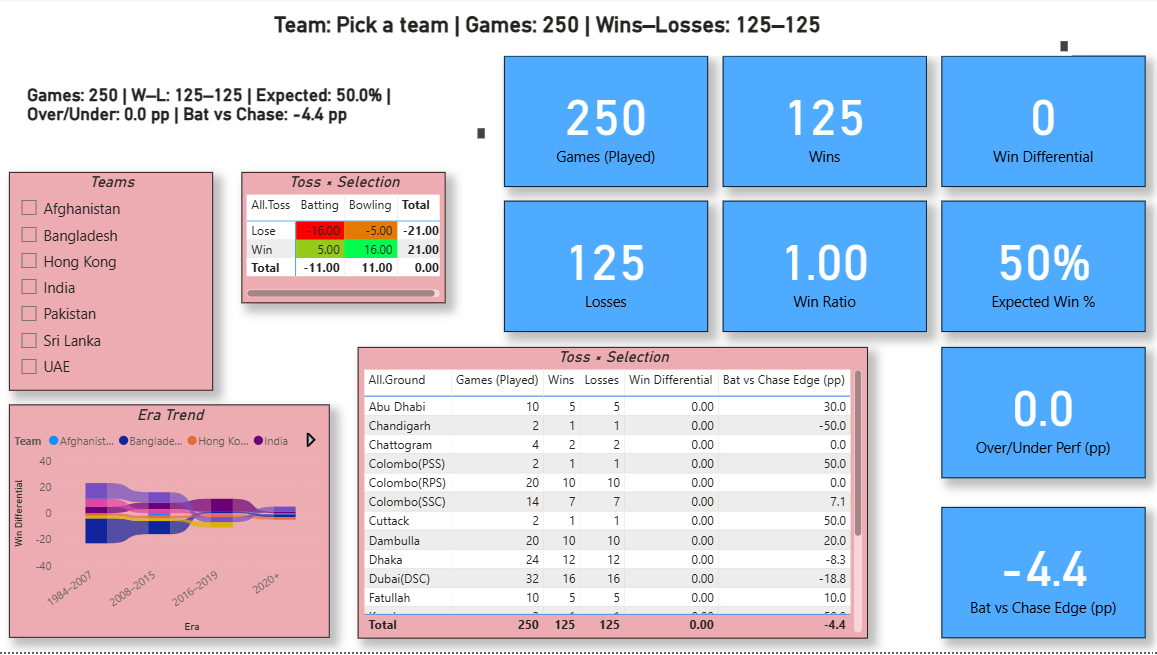 Team: Pick a team | Games: 250 | Wins–Losses: 125–125
Games: 250 | W–L: 125–125 | Expected: 50.0% |
Over/Under: 0.0 pp | Bat vs Chase: -4.4 pp
250
Games (Played)
125
Wins
0
Win Differential
125
Losses
1.00
Win Ratio
50%
Expected Win %
Teams
Afghanistan
Bangladesh
Hong Kong
India
Pakistan
Sri Lanka
UAE
Toss × Selection
All.Toss Batting Bowling Total
Lose -16.00 -5.00 -21.00
Win 5.00 16.00 21.00
Total -11.00 11.00 0.00
Era Trend
Team Afghanist... Banglade... Hong Ko... India
Win Differential
40
20
0
-20
-40
1984–2007 2008–2015 2016–2019 2020+
Era
Toss × Selection
All.Ground Games (Played) Wins Losses Win Differential Bat vs Chase Edge (pp)
Abu Dhabi 10 5 5 0.00 30.0
Chandigarh 2 1 1 0.00 -50.0
Chattogram 4 2 2 0.00 0.0
Colombo(PSS) 2 1 1 0.00 50.0
Colombo(RPS) 20 10 10 0.00 0.0
Colombo(SSC) 14 7 7 0.00 7.1
Cuttack 2 1 1 0.00 50.0
Dambulla 20 10 10 0.00 20.0
Dhaka 24 12 12 0.00 -8.3
Dubai(DSC) 32 16 16 0.00 -18.8
Fatullah 10 5 5 0.00 10.0
Total 250 125 125 0.00 -4.4
0.0
Over/Under Perf (pp)
-4.4
Bat vs Chase Edge (pp)